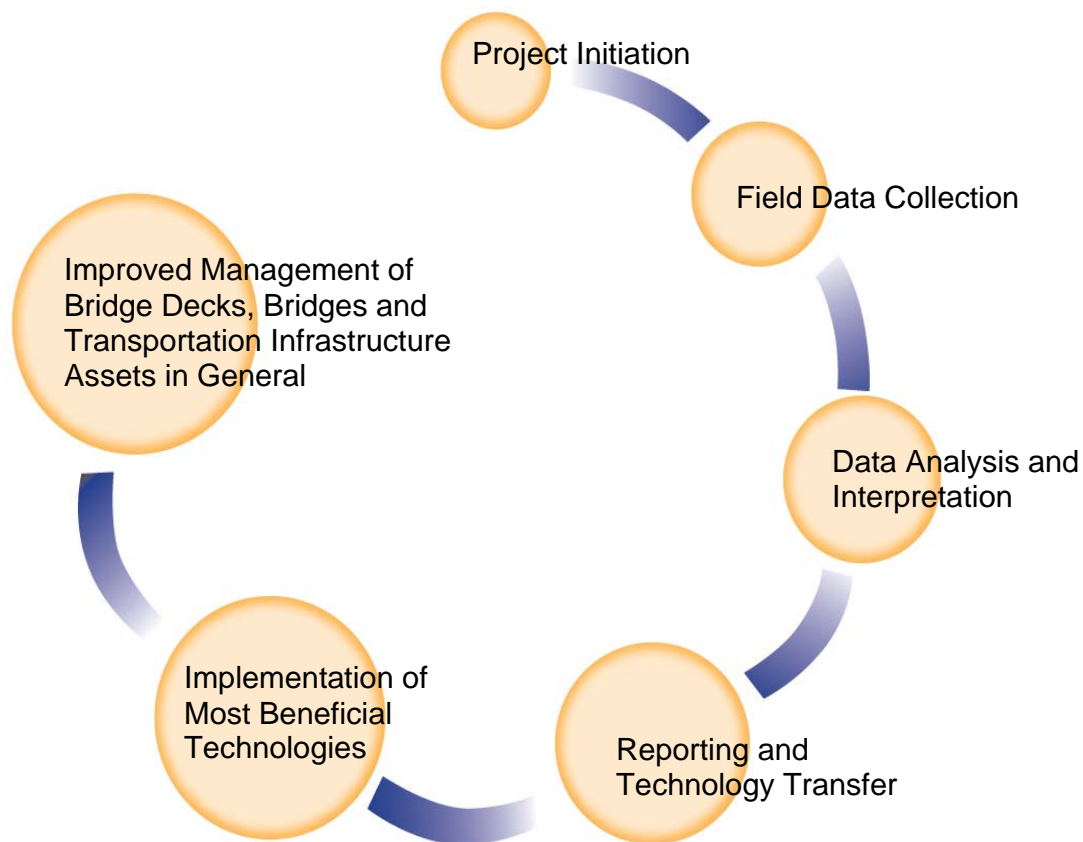 Project Initiation
Field Data Collection
Data Analysis and
Interpretation
Reporting and
Technology Transfer
Implementation of
Most Beneficial
Technologies
Improved Management of
Bridge Decks, Bridges and
Transportation Infrastructure
Assets in General